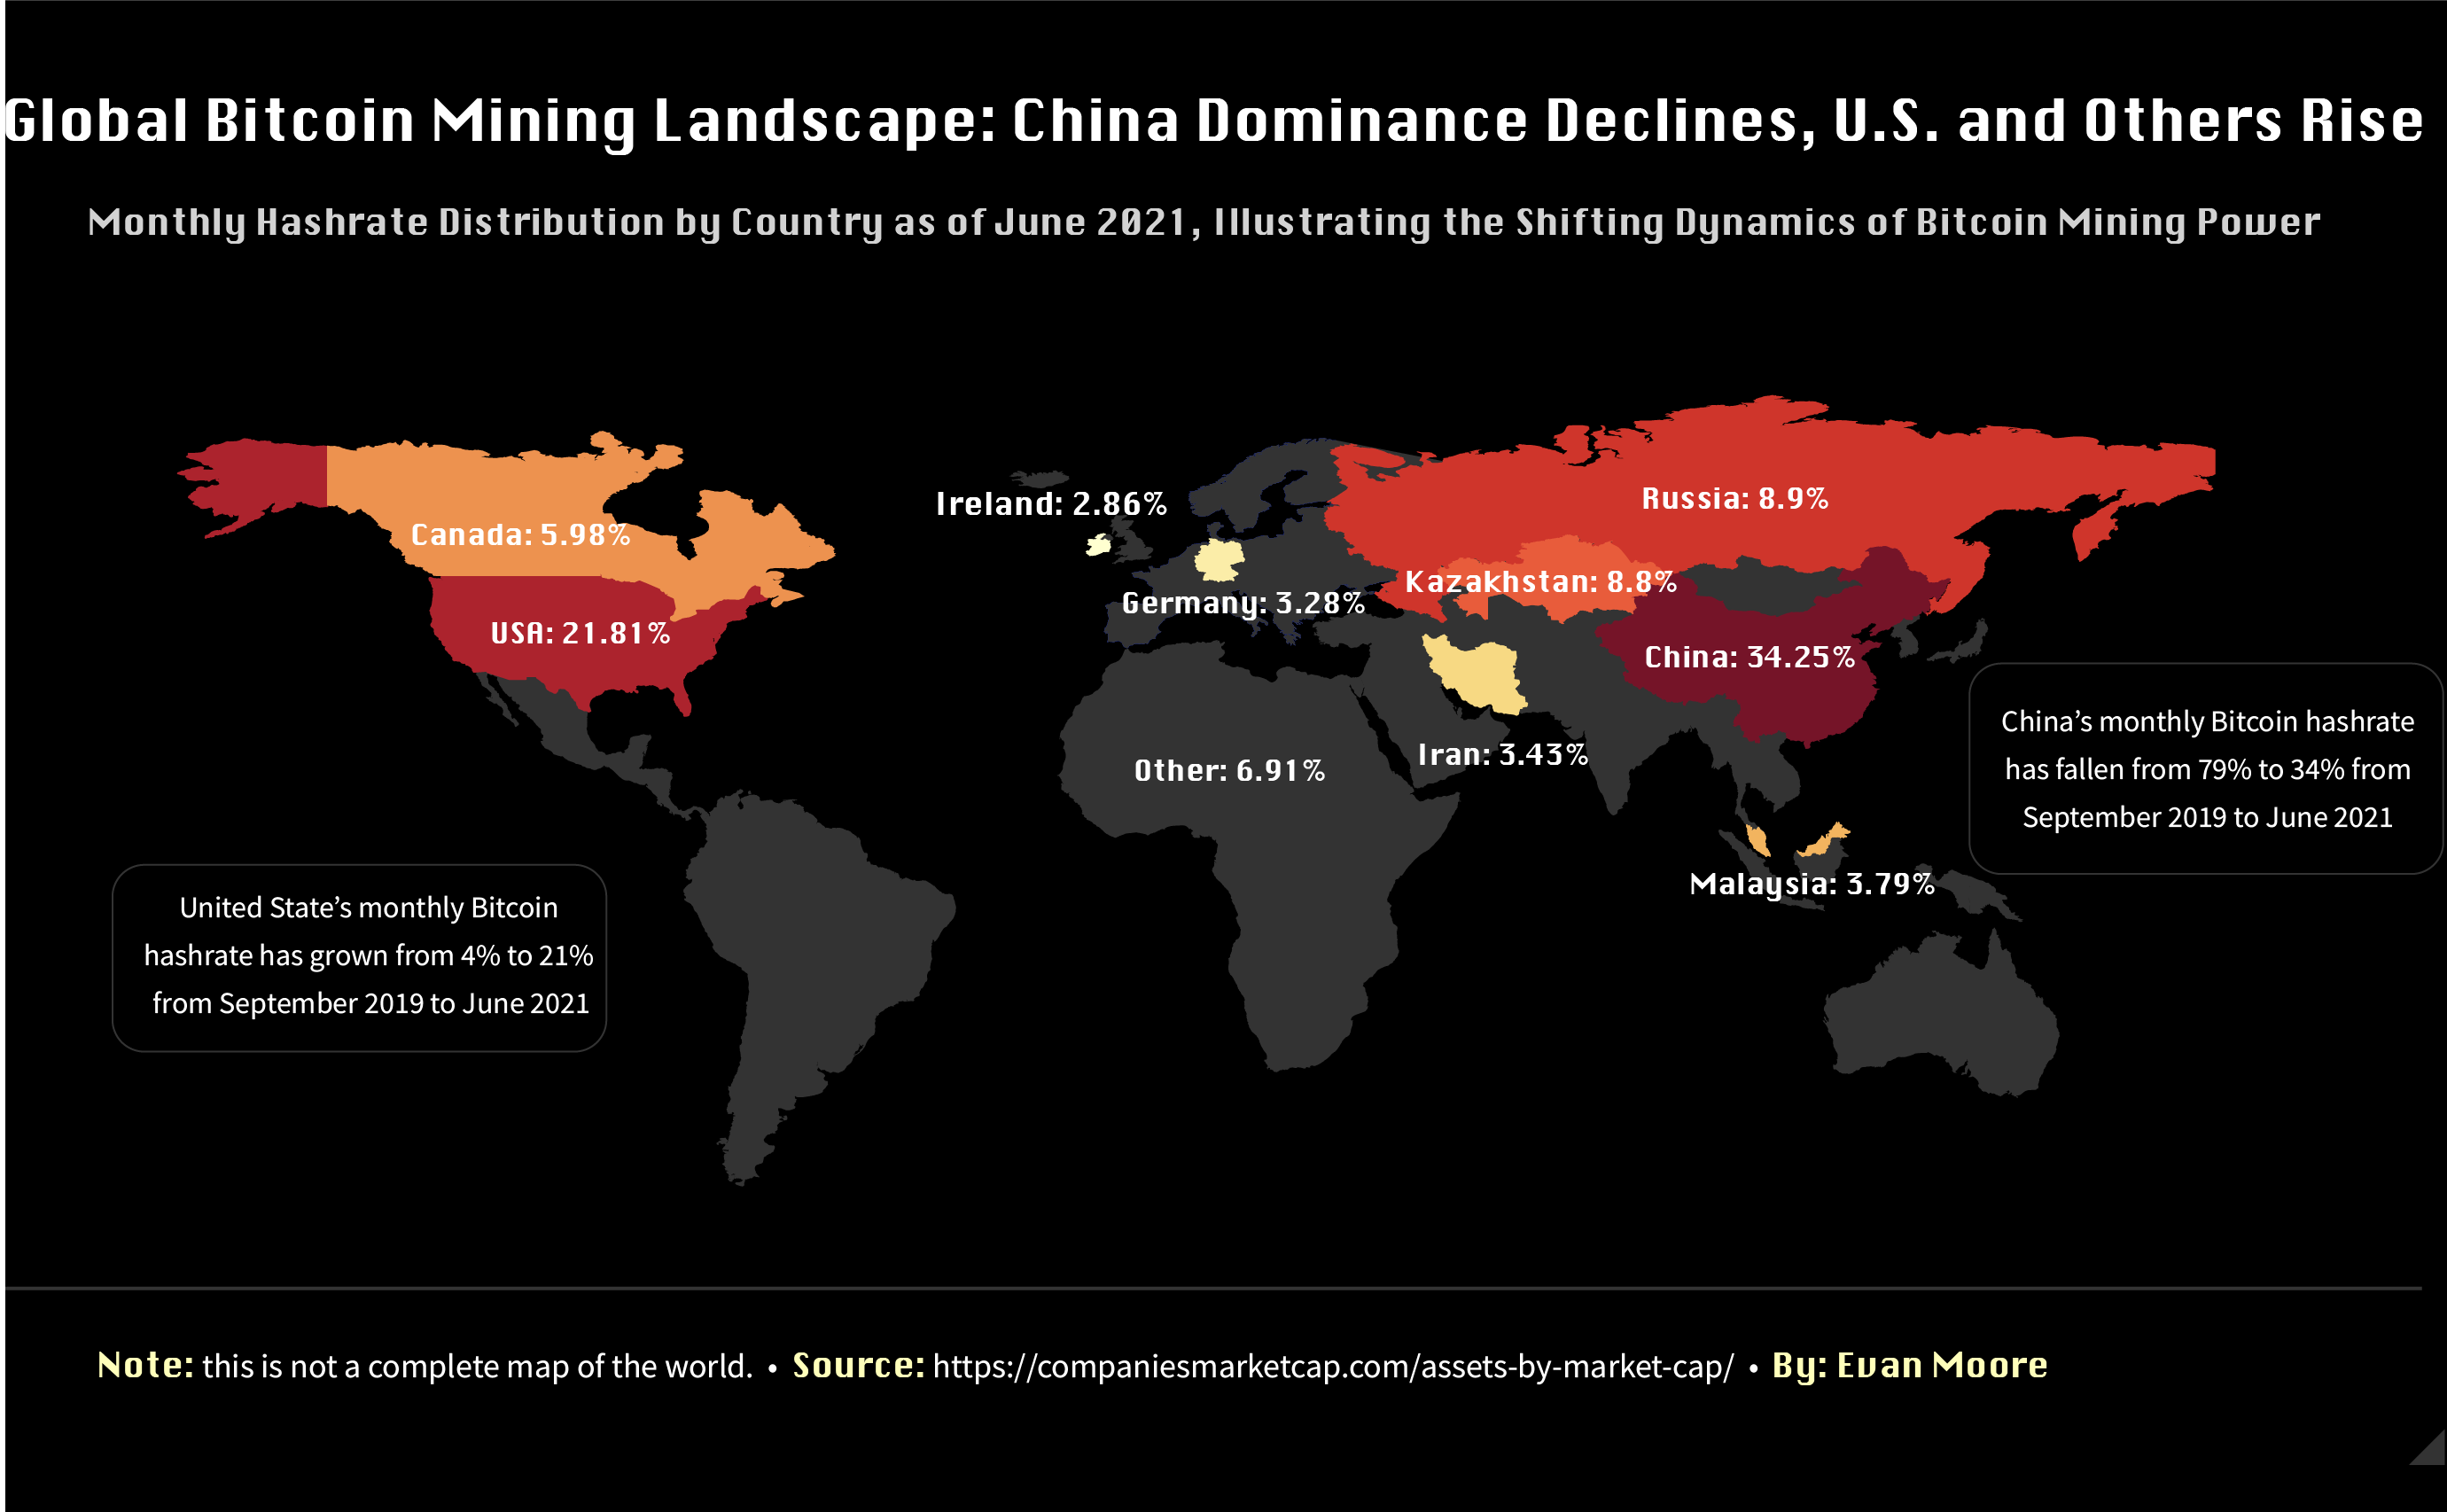 Global Bitcoin Mining Landscape: China Dominance Declines, U.S. and Others Rise
Monthly Hashrate Distribution by Country as of June 2021, Illustrating the Shifting Dynamics of Bitcoin Mining Power
Ireland: 2.86%
Russia: 8.9%
Canada: 5.98%
Kazakhstan: 8.8%
Germany: 3.28%
USA: 21.81%
China: 34.25%
Iran: 3.43%
Other: 6.91%
China’s monthly Bitcoin hashrate
has fallen from 79% to 34% from
September 2019 to June 2021
Malaysia: 3.79%
United State’s monthly Bitcoin
hashrate has grown from 4% to 21%
from September 2019 to June 2021
Note: this is not a complete map of the world. • Source: https://companiesmarketcap.com/assets-by-market-cap/ • By: Evan Moore